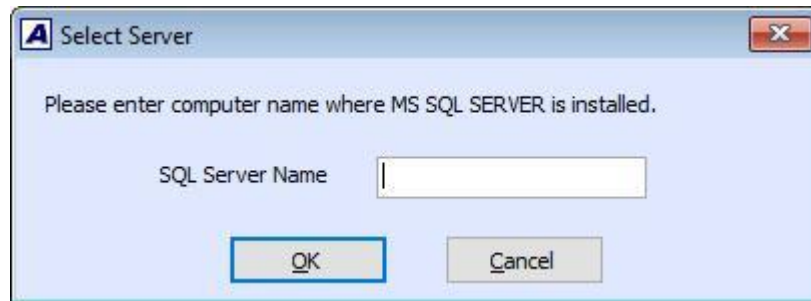 A Select Server
Please enter computer name where MS SQL SERVER is installed.
SQL Server Name
OK Cancel